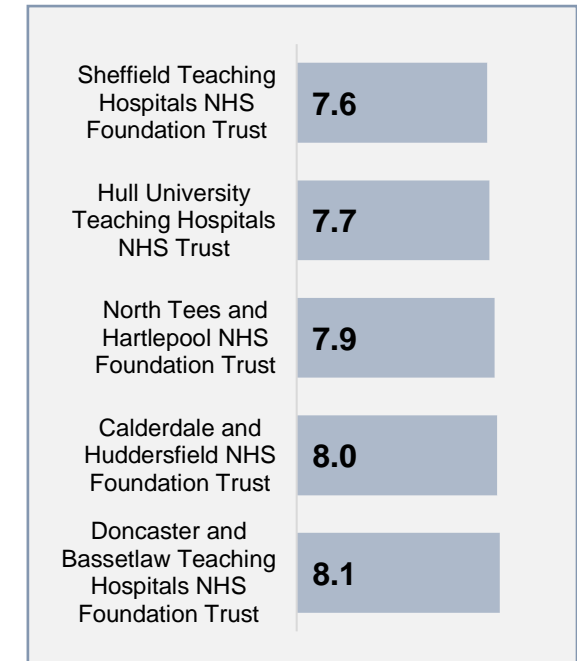 Sheffield Teaching
Hospitals NHS
Foundation Trust
7.6
Hull University
Teaching Hospitals
NHS Trust
7.7
North Tees and
Hartlepool NHS
Foundation Trust
7.9
Calderdale and
Huddersfield NHS
Foundation Trust
8.0
Doncaster and
Bassetlaw Teaching
Hospitals NHS
Foundation Trust
8.1